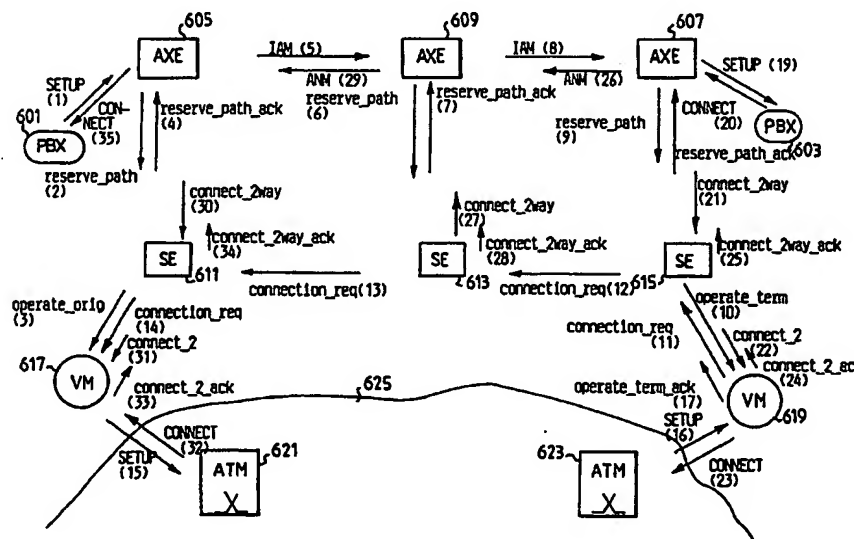 605
609
607
AXE
IAM (5)
AXE
IAM (8)
AXE
SETUP (19)
SETUP
(1)
ANM (29)
ANM (26)
CON-
NECT
(35)
reserve_path_ack
(4)
reserve_path
(6)
reserve_path_ack
(7)
CONNECT
(20)
reserve_path
(9)
601
PBX
PBX
603
reserve_path
(2)
reserve_path_ack
connect_2way
(30)
connect_2way
(27)
connect_2way
(21)
connect_2way_ack
(34)
connect_2way_ack
(28)
connect_2way_ack
(25)
SE
611
SE
613
SE
615
connection_req(13)
connection_req(12)
operate_orig
(3)
connection_req
(14)
connect_2
(31)
operate_term
(10)
connection_req
(11)
connect_2
(22)
connect_2_ac
(24)
617
VM
connect_2_ack
(33)
625
operate_term_ack
(17)
VM
619
CONNECT
(32)
SETUP
(15)
SETUP
(16)
CONNECT
(23)
ATM
X
621
623
ATM
X